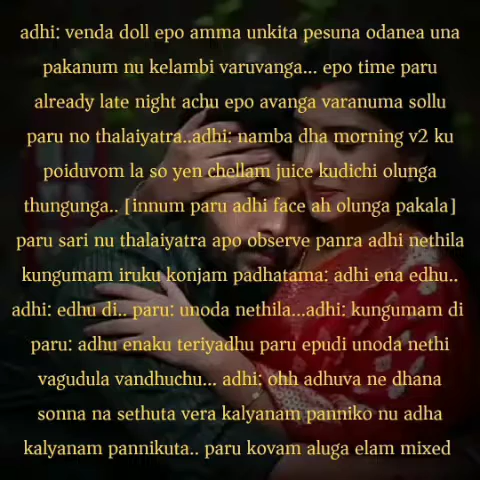 adhi: venda doll epo amma unkita pesuna odanea una
pakanum nu kelambi varuvanga... epo time paru
already late night achu epo avanga varanuma sollu
paru no thalaiyatra..adhi: namba dha morning v2 ku
poiduvom la so yen chellam juice kudichi olunga
thungunga.. [innum paru adhi face ah olunga pakala]
paru sari nu thalaiyatra apo observe panra adhi nethila
kungumam iruku konjam padhatama: adhi ena edhu..
adhi: edhu di.. paru: unoda nethila...adhi: kungumam di
paru: adhu enaku teriyadhu paru epudi unoda nethi
vagudula vandhuchu... adhi: ohh adhuva ne dhana
sonna na sethuta vera kalyanam panniko nu adha
kalyanam pannikuta.. paru kovam aluga elam mixed